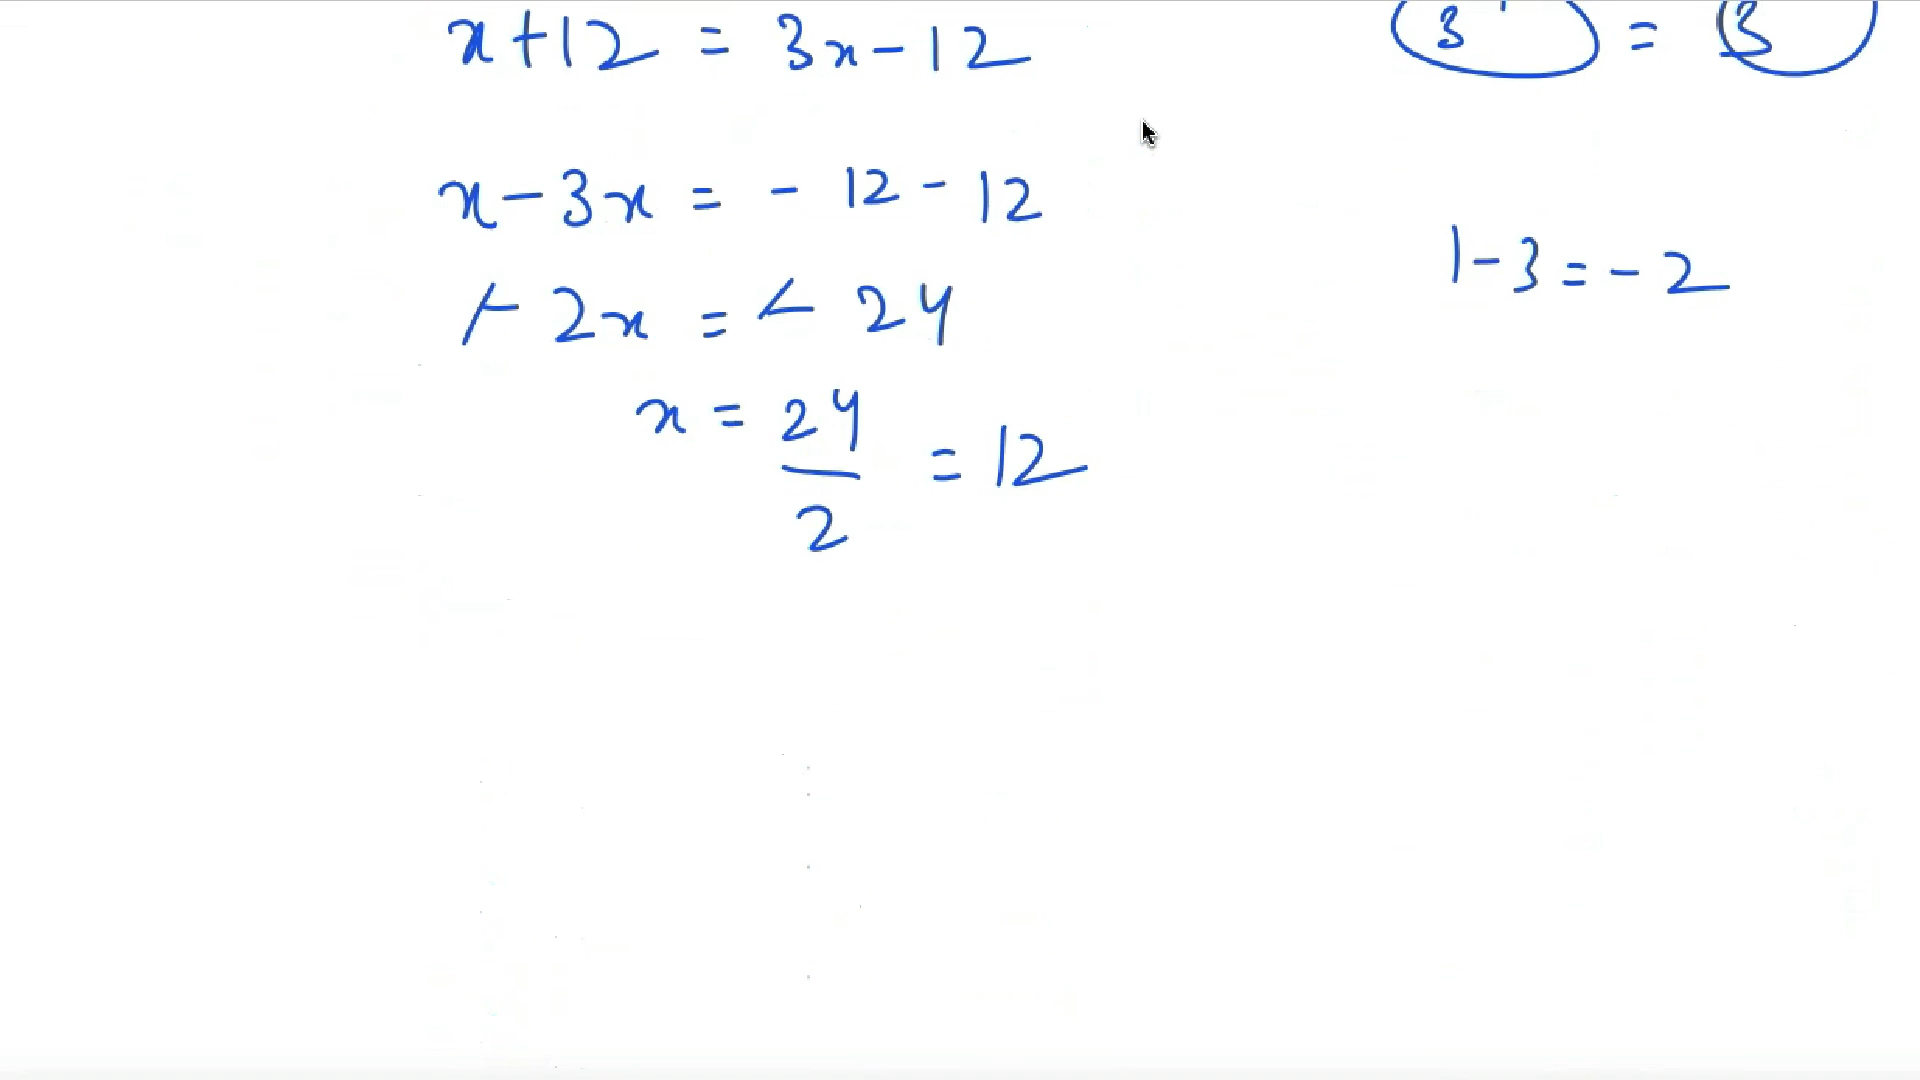 x+12 = 3x-12
3 = 3
x-3x = -12-12
1-3=-2
-2x = -24
x = 24/2 = 12